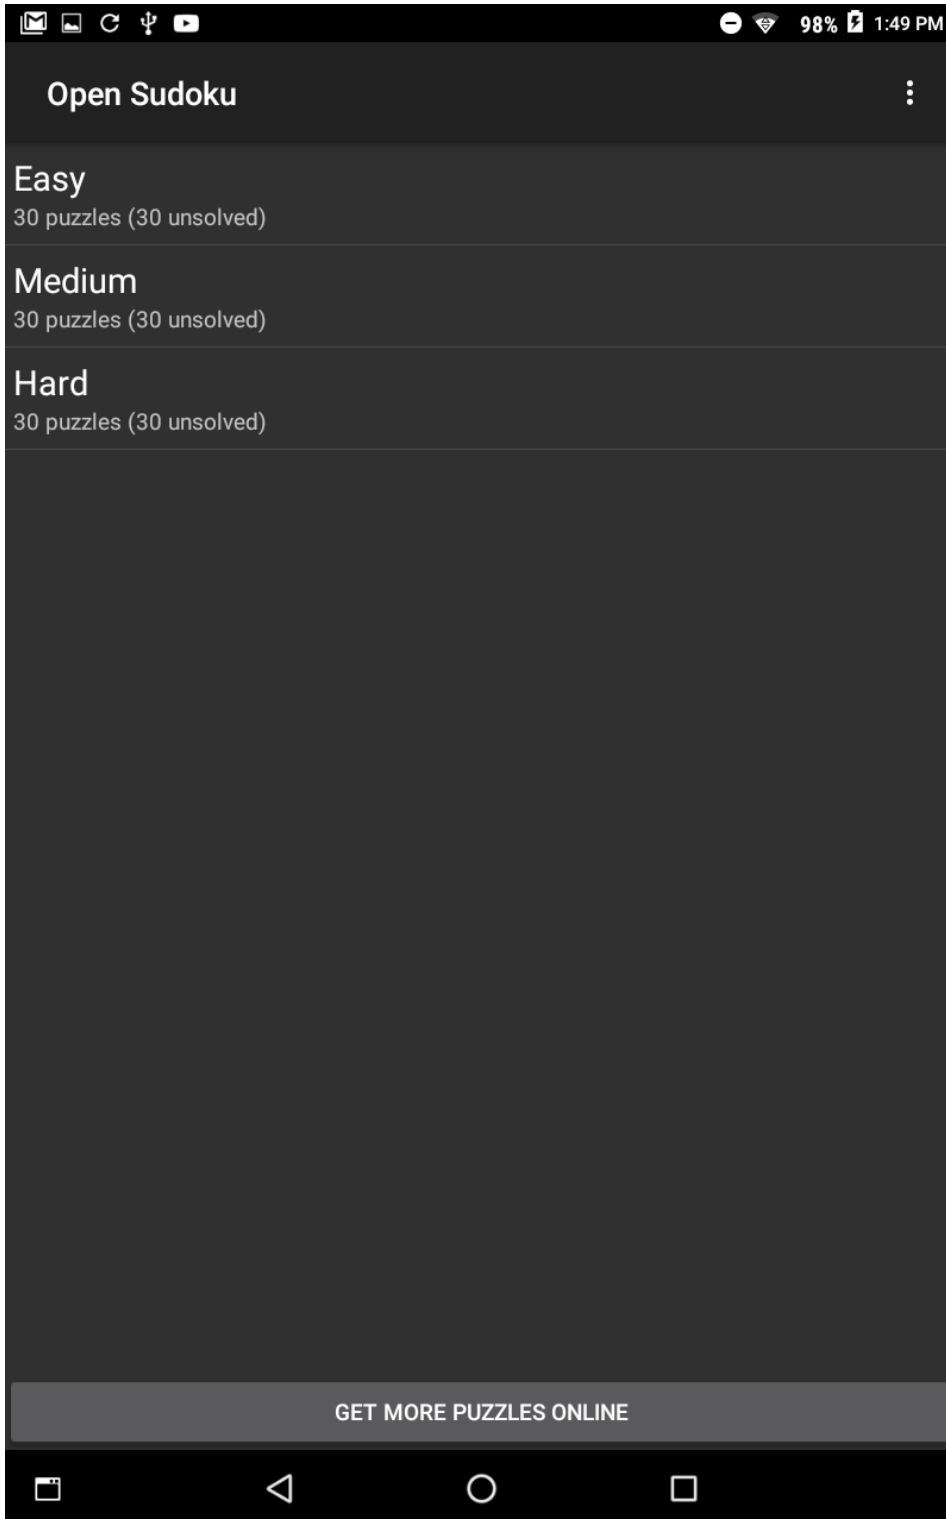 98% 1:49 PM
Open Sudoku
Easy
30 puzzles (30 unsolved)
Medium
30 puzzles (30 unsolved)
Hard
30 puzzles (30 unsolved)
GET MORE PUZZLES ONLINE